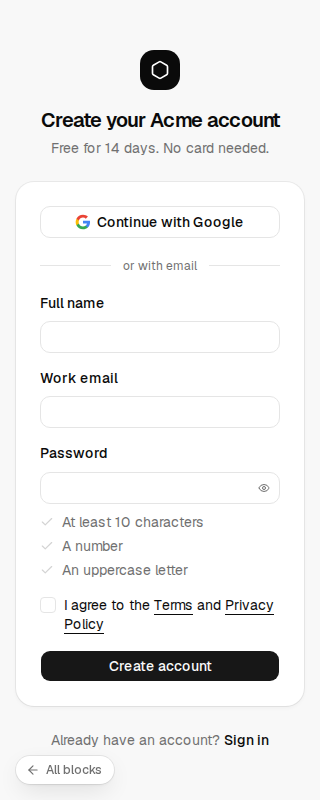 Create your Acme account
Free for 14 days. No card needed.
Continue with Google
or with email
Full name
Work email
Password
At least 10 characters
A number
An uppercase letter
I agree to the Terms and Privacy
Policy
Create account
Already have an account? Sign in
All blocks